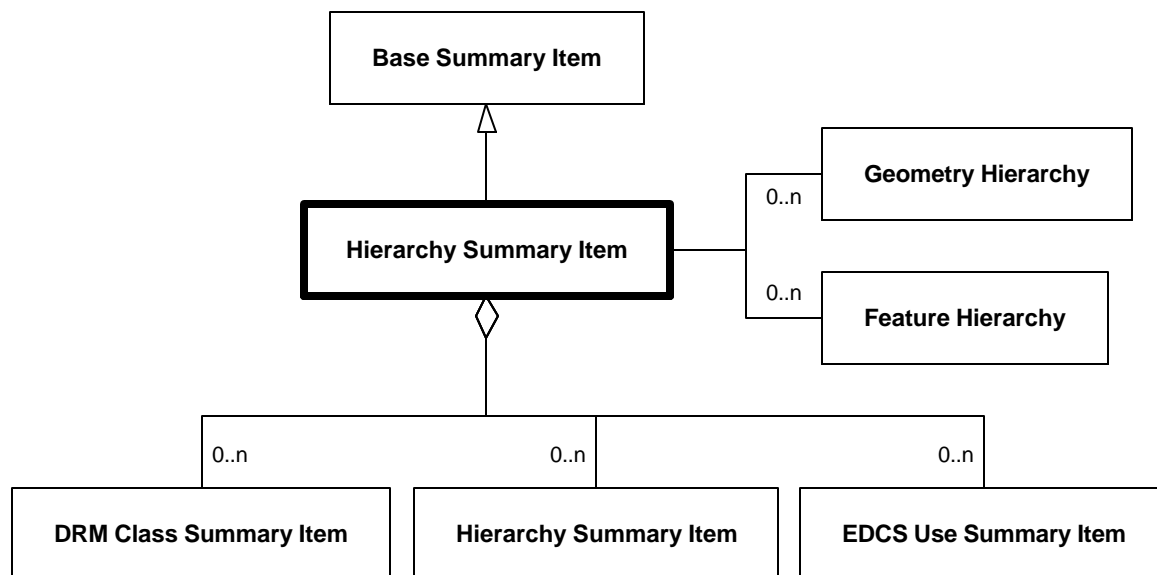 Base Summary Item
Geometry Hierarchy
0..n
Hierarchy Summary Item
0..n
Feature Hierarchy
0..n
0..n
0..n
DRM Class Summary Item
Hierarchy Summary Item
EDCS Use Summary Item